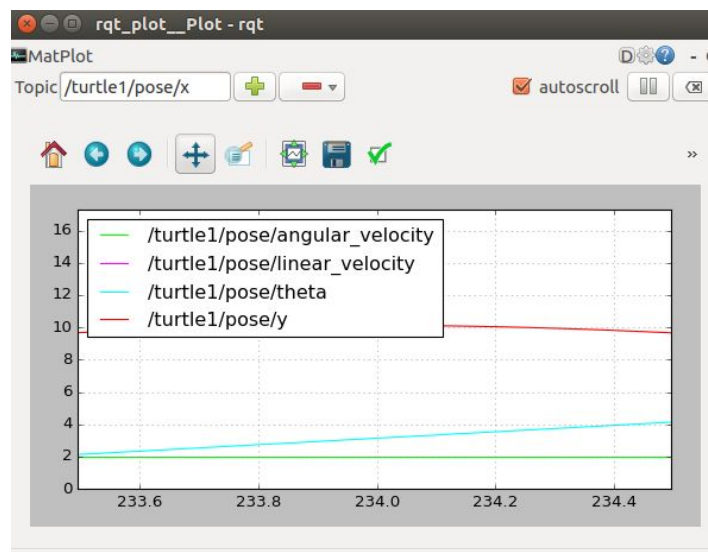 rqt_plot__Plot - rqt
MatPlot
D
-
Topic /turtle1/pose/x
autoscroll
»
16
14
12
10
8
6
4
2
0
/turtle1/pose/angular_velocity
/turtle1/pose/linear_velocity
/turtle1/pose/theta
/turtle1/pose/y
233.6 233.8 234.0 234.2 234.4